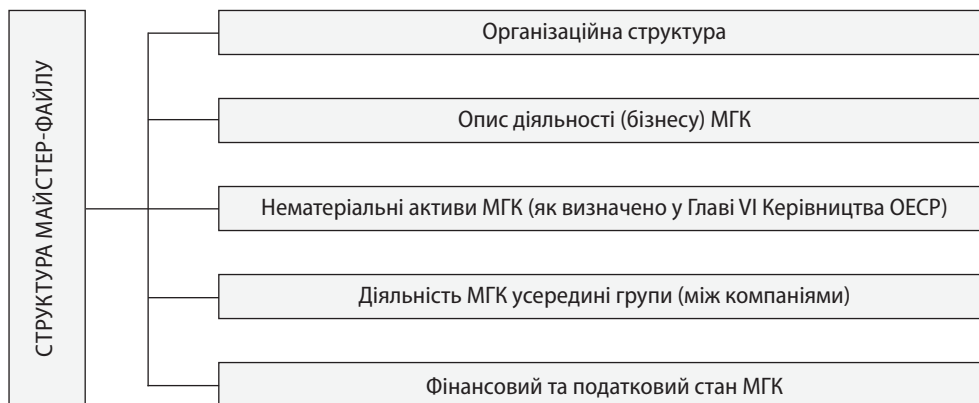 СТРУКТУРА МАЙСТЕР-ФАЙЛУ
Організаційна структура
Опис діяльності (бізнесу) МГК
Нематеріальні активи МГК (як визначено у Главі VI Керівництва ОЕСР)
Діяльність МГК усередині групи (між компаніями)
Фінансовий та податковий стан МГК